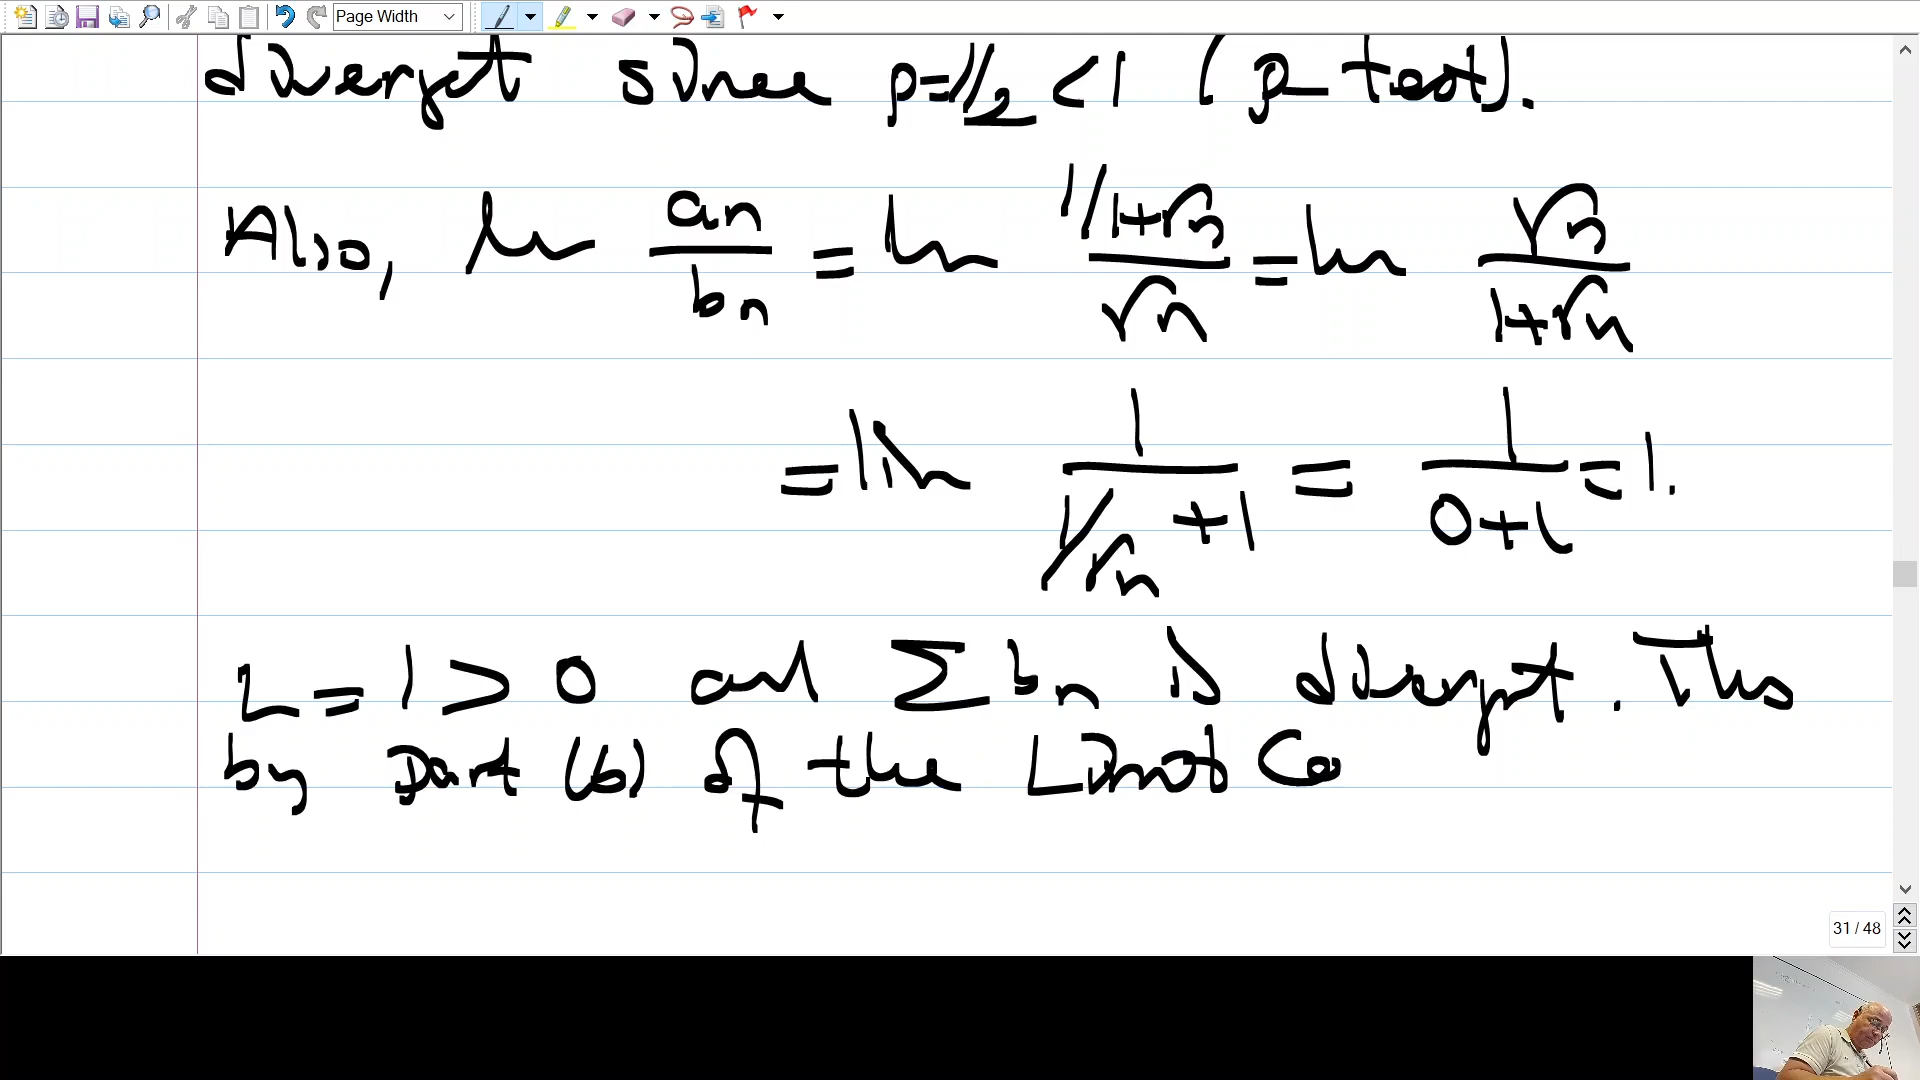 Page Width
divergent since p=1/2 < 1 (p-test).
Also, lim an/bn = lim (1/1+√n)/√n = lim √n/(1+√n)
= lim 1/(1/√n + 1) = 1/(0+1) = 1.
L = 1 > 0 and Σ bn is divergent. Thus
by part (b) of the Limit Co
31 / 48